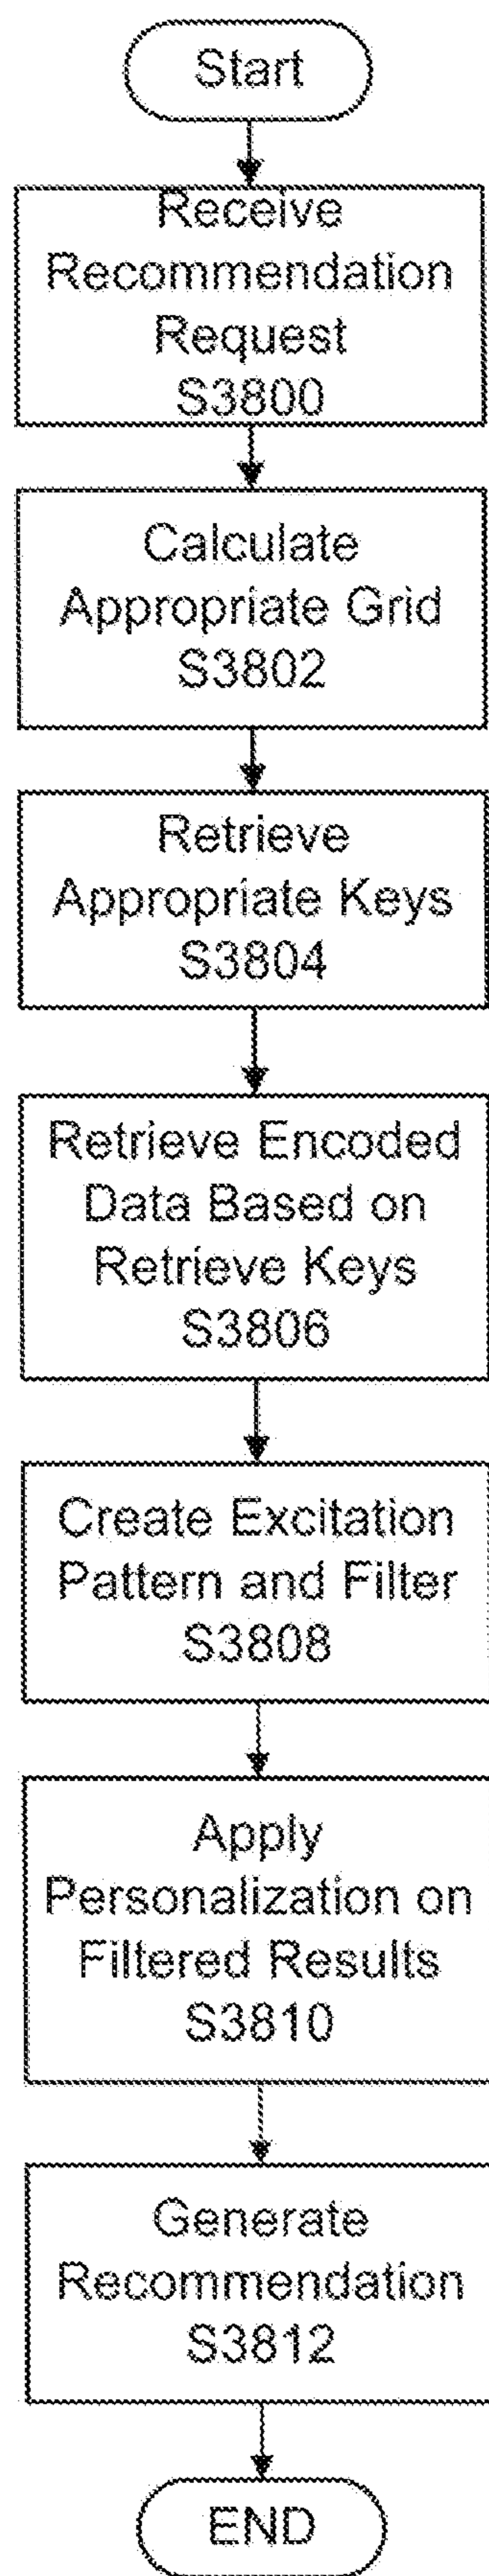 Start
Receive
Recommendation
Request
S3800
Calculate
Appropriate Grid
S3802
Retrieve
Appropriate Keys
S3804
Retrieve Encoded
Data Based on
Retrieve Keys
S3806
Create Excitation
Pattern and Filter
S3808
Apply
Personalization on
Filtered Results
S3810
Generate
Recommendation
S3812
END